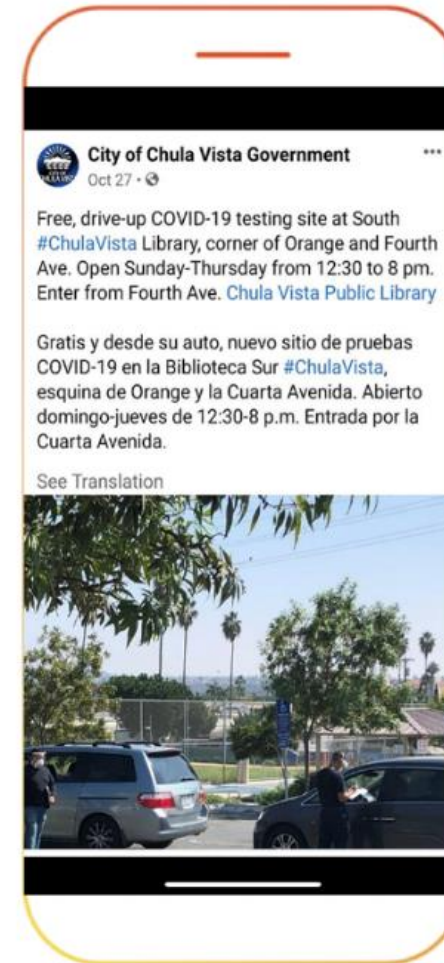 City of Chula Vista Government
Oct 27 •
Free, drive-up COVID-19 testing site at South
#ChulaVista Library, corner of Orange and Fourth
Ave. Open Sunday-Thursday from 12:30 to 8 pm.
Enter from Fourth Ave. Chula Vista Public Library
Gratis y desde su auto, nuevo sitio de pruebas
COVID-19 en la Biblioteca Sur #ChulaVista,
esquina de Orange y la Cuarta Avenida. Abierto
domingo-jueves de 12:30-8 p.m. Entrada por la
Cuarta Avenida.
See Translation